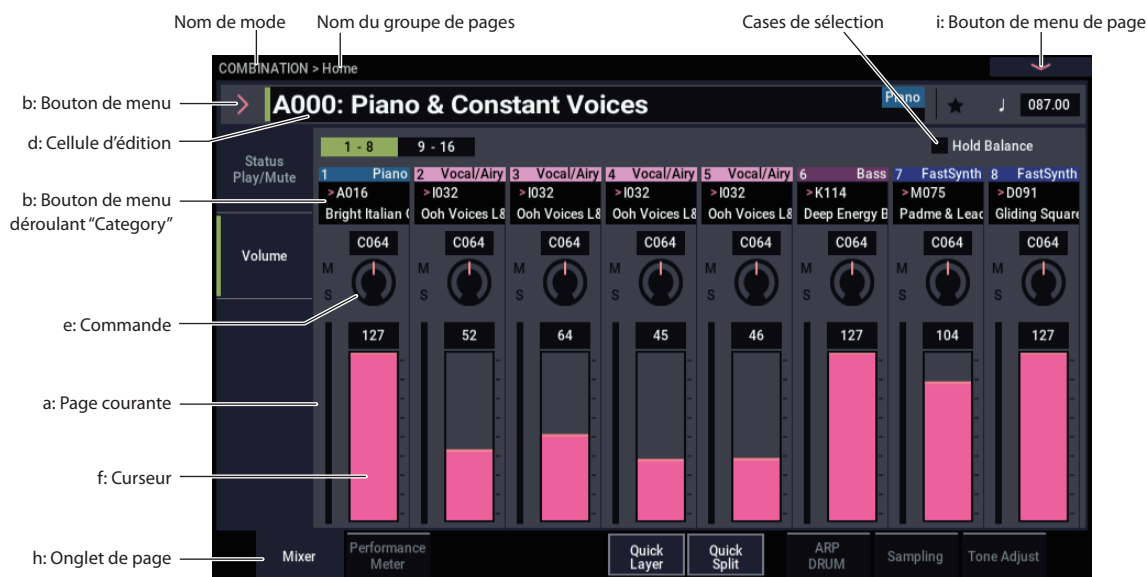 Nom de mode
Nom du groupe de pages
Cases de sélection
i: Bouton de menu de page
COMBINATION > Home
b: Bouton de menu
A000: Piano & Constant Voices
Piano
♩ 087.00
d: Cellule d’édition
1 - 8
9 - 16
Hold Balance
Status
Play/Mute
1 Piano
2 Vocal/Airy
3 Vocal/Airy
4 Vocal/Airy
5 Vocal/Airy
6 Bass
7 FastSynth
8 FastSynth
b: Bouton de menu
déroulant “Category”
>A016
>I032
>I032
>I032
>I032
>K114
>M075
>D091
Bright Italian
Ooh Voices L&
Ooh Voices L&
Ooh Voices L&
Ooh Voices L&
Deep Energy B
Padme & Lead
Gliding Square
Volume
C064
C064
C064
C064
C064
C064
C064
C064
M M M M M M M M
S S S S S S S S
e: Commande
127
52
64
45
46
127
104
127
a: Page courante
f: Curseur
h: Onglet de page
Mixer
Performance
Meter
Quick
Layer
Quick
Split
ARP
DRUM
Sampling
Tone Adjust